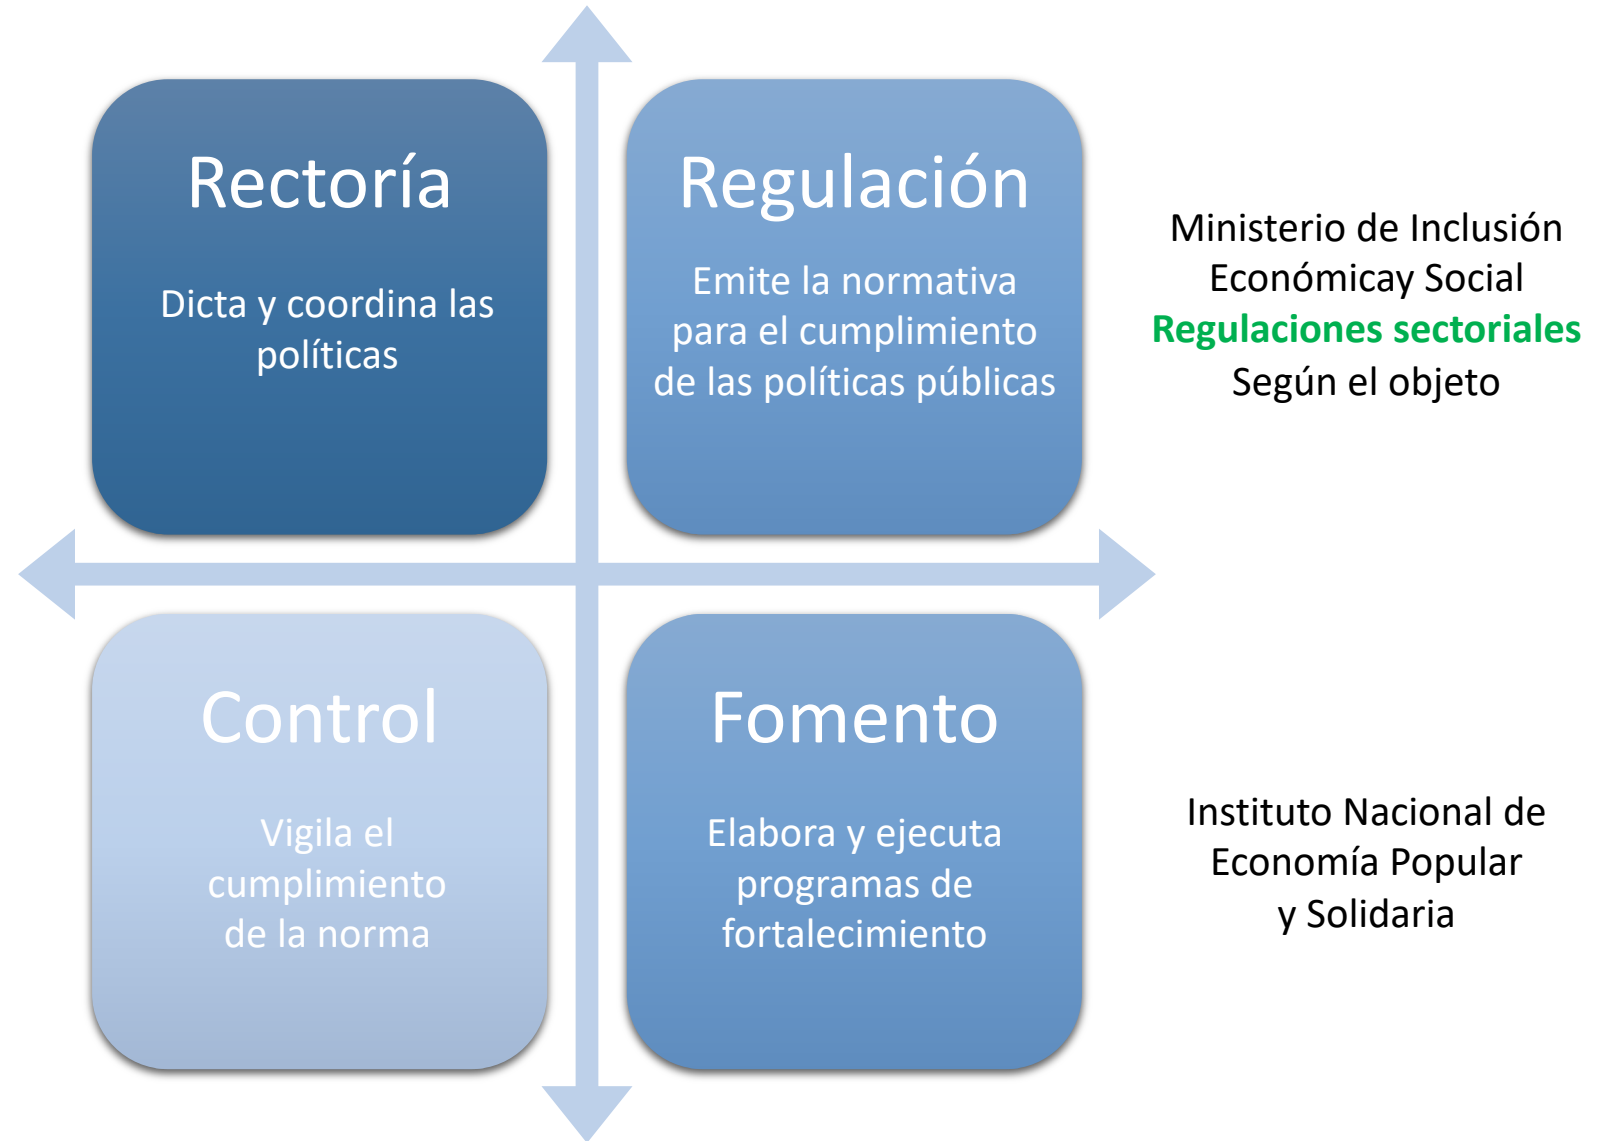 Rectoría
Dicta y coordina las
políticas
Regulación
Emite la normativa
para el cumplimiento
de las políticas públicas
Ministerio de Inclusión
Económicay Social
Regulaciones sectoriales
Según el objeto
Control
Vigila el
cumplimiento
de la norma
Fomento
Elabora y ejecuta
programas de
fortalecimiento
Instituto Nacional de
Economía Popular
y Solidaria